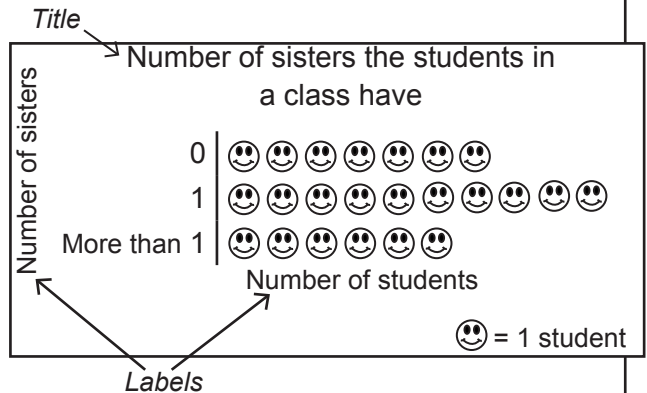 Title
Number of sisters the students in
a class have
Number of sisters
0
1
More than 1
Number of students
= 1 student
Labels